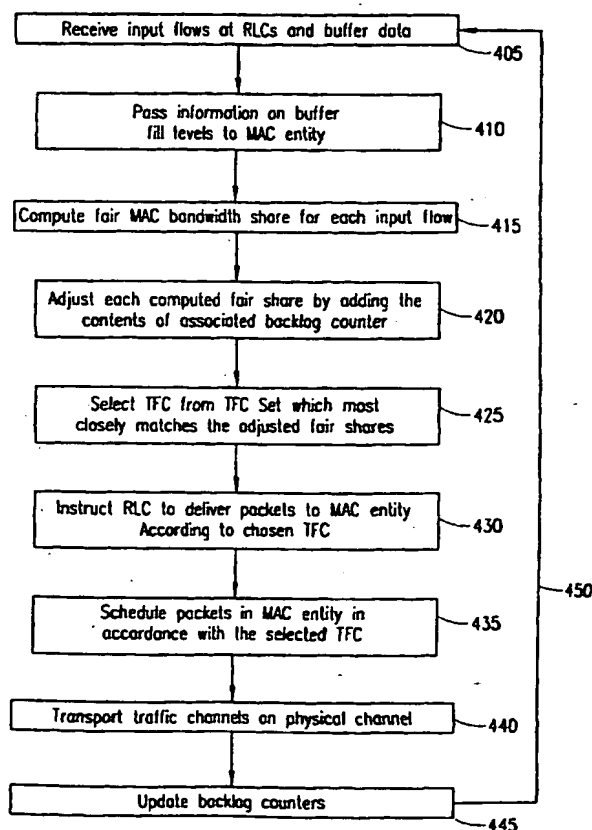 Receive input flows at RLCs and buffer data
405
Pass information on buffer
fill levels to MAC entity
410
Compute fair MAC bandwidth share for each input flow
415
Adjust each computed fair share by adding the
contents of associated backlog counter
420
Select TFC from TFC Set which most
closely matches the adjusted fair shares
425
Instruct RLC to deliver packets to MAC entity
According to chosen TFC
430
450
Schedule packets in MAC entity in
accordance with the selected TFC
435
Transport traffic channels on physical channel
440
Update backlog counters
445